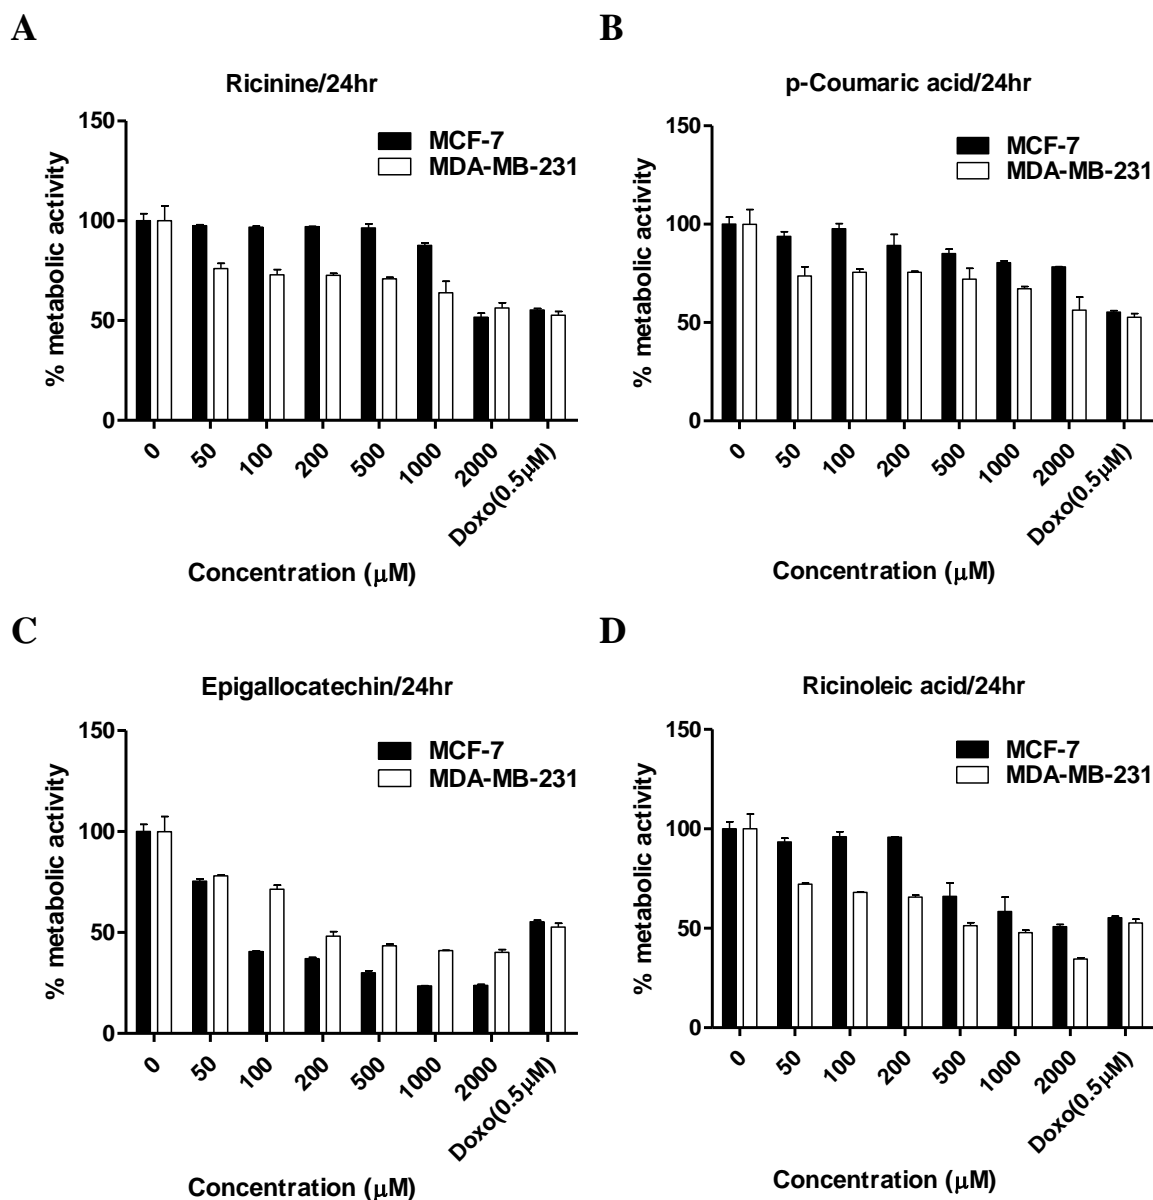 A
Ricinine/24hr
150
100
50
0
% metabolic activity
MCF-7
MDA-MB-231
0
50
100
200
500
1000
2000
Doxo(0.5μM)
Concentration (μM)
B
p-Coumaric acid/24hr
150
100
50
0
% metabolic activity
MCF-7
MDA-MB-231
0
50
100
200
500
1000
2000
Doxo(0.5μM)
Concentration (μM)
C
Epigallocatechin/24hr
150
100
50
0
% metabolic activity
MCF-7
MDA-MB-231
0
50
100
200
500
1000
2000
Doxo(0.5μM)
Concentration (μM)
D
Ricinoleic acid/24hr
150
100
50
0
% metabolic activity
MCF-7
MDA-MB-231
0
50
100
200
500
1000
2000
Doxo(0.5μM)
Concentration (μM)